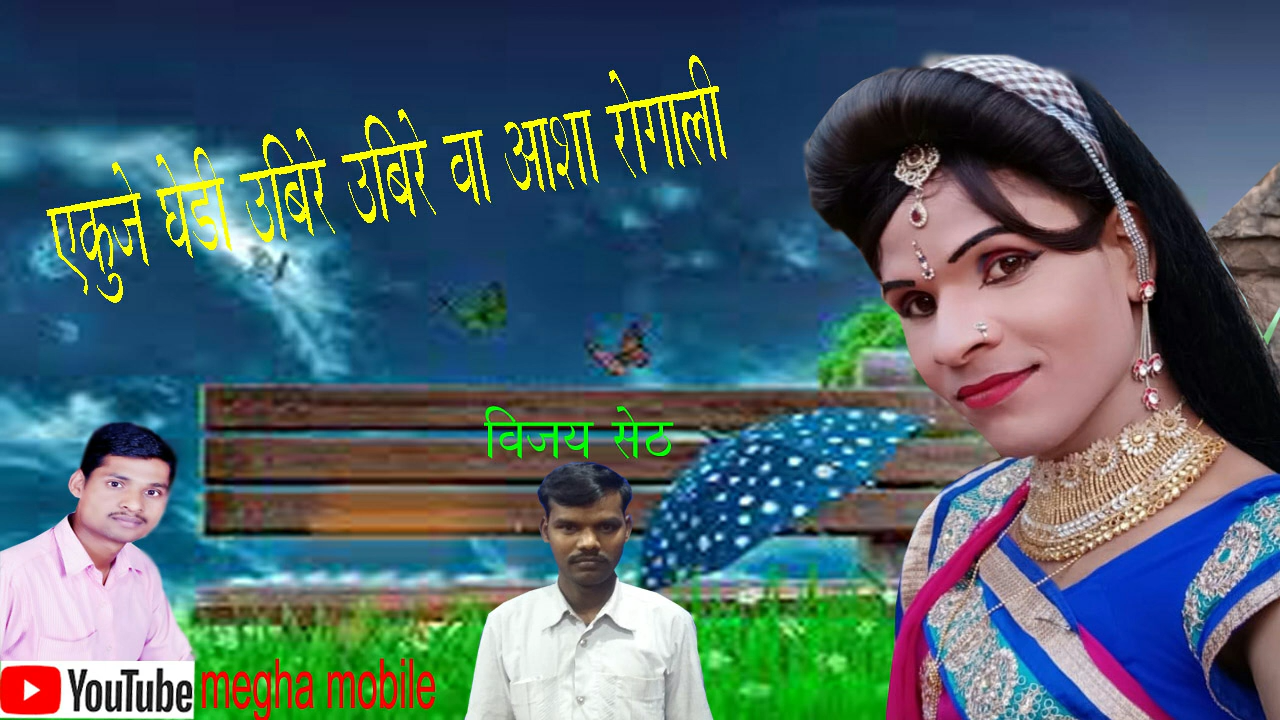 एकुजे घेडी उबिरे उबिरे वा आशा रोगाली
विजय सेठ
YouTube megha mobile